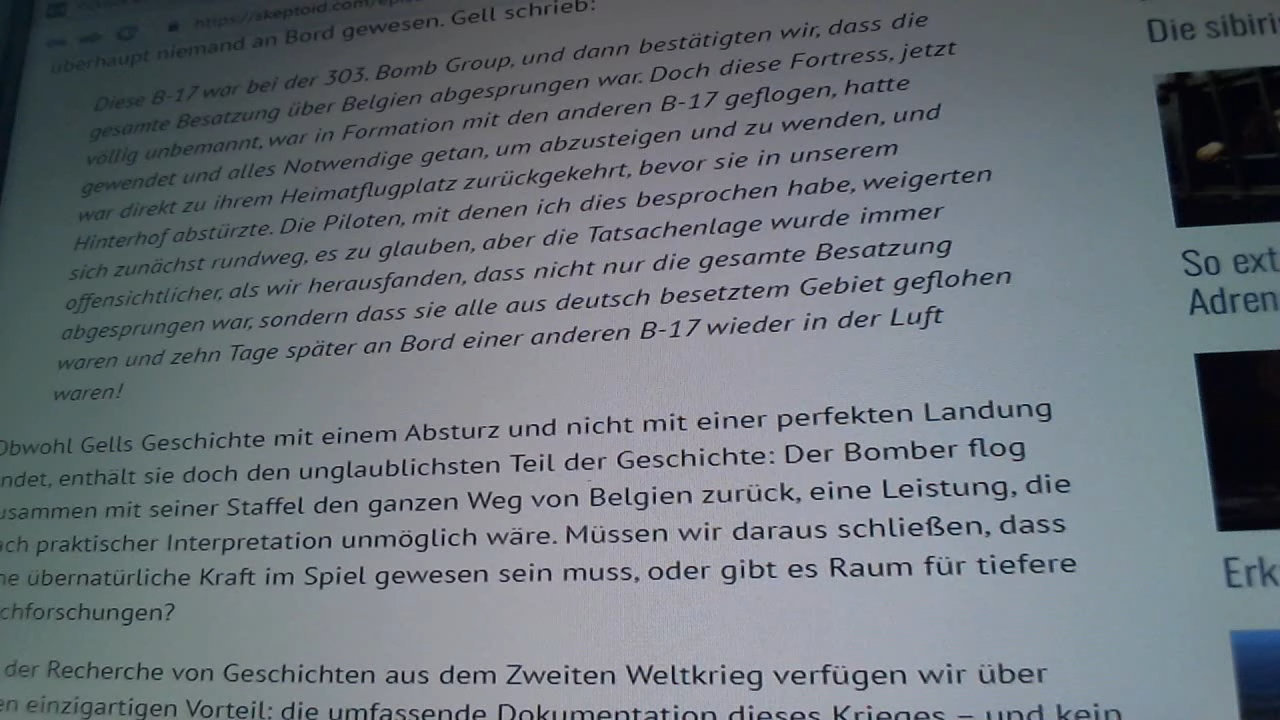 https://skeptoid.com/
überhaupt niemand an Bord gewesen. Gell schrieb:
Diese B-17 war bei der 303. Bomb Group, und dann bestätigten wir, dass die
gesamte Besatzung über Belgien abgesprungen war. Doch diese Fortress, jetzt
völlig unbemannt, war in Formation mit den anderen B-17 geflogen, hatte
gewendet und alles Notwendige getan, um abzusteigen und zu wenden, und
war direkt zu ihrem Heimatflugplatz zurückgekehrt, bevor sie in unserem
Hinterhof abstürzte. Die Piloten, mit denen ich dies besprochen habe, weigerten
sich zunächst rundweg, es zu glauben, aber die Tatsachenlage wurde immer
offensichtlicher, als wir herausfanden, dass nicht nur die gesamte Besatzung
abgesprungen war, sondern dass sie alle aus deutsch besetztem Gebiet geflohen
waren und zehn Tage später an Bord einer anderen B-17 wieder in der Luft
waren!
Obwohl Gells Geschichte mit einem Absturz und nicht mit einer perfekten Landung
ndet, enthält sie doch den unglaublichsten Teil der Geschichte: Der Bomber flog
usammen mit seiner Staffel den ganzen Weg von Belgien zurück, eine Leistung, die
ach praktischer Interpretation unmöglich wäre. Müssen wir daraus schließen, dass
ne übernatürliche Kraft im Spiel gewesen sein muss, oder gibt es Raum für tiefere
chforschungen?
der Recherche von Geschichten aus dem Zweiten Weltkrieg verfügen wir über
en einzigartigen Vorteil: die umfassende Dokumentation dieses Krieges – und kein
Die sibiri
So ext
Adren
Erk